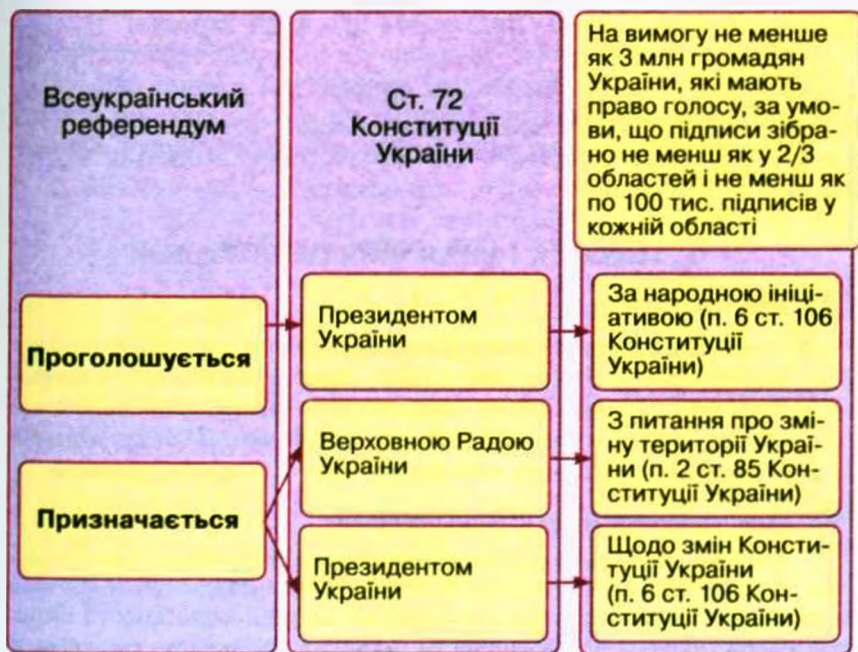 Всеукраїнський
референдум
Ст. 72
Конституції
України
На вимогу не менше
як 3 млн громадян
України, які мають
право голосу, за умо-
ви, що підписи зібра-
но не менш як у 2/3
областей і не менш як
по 100 тис. підписів у
кожній області
Проголошується
Президентом
України
За народною ініці-
ативою (п. 6 ст. 106
Конституції
України)
Призначається
Верховною Радою
України
З питання про змі-
ну території Украї-
ни (п. 2 ст. 85 Кон-
ституції України)
Президентом
України
Щодо змін Консти-
туції України
(п. 6 ст. 106 Кон-
ституції України)